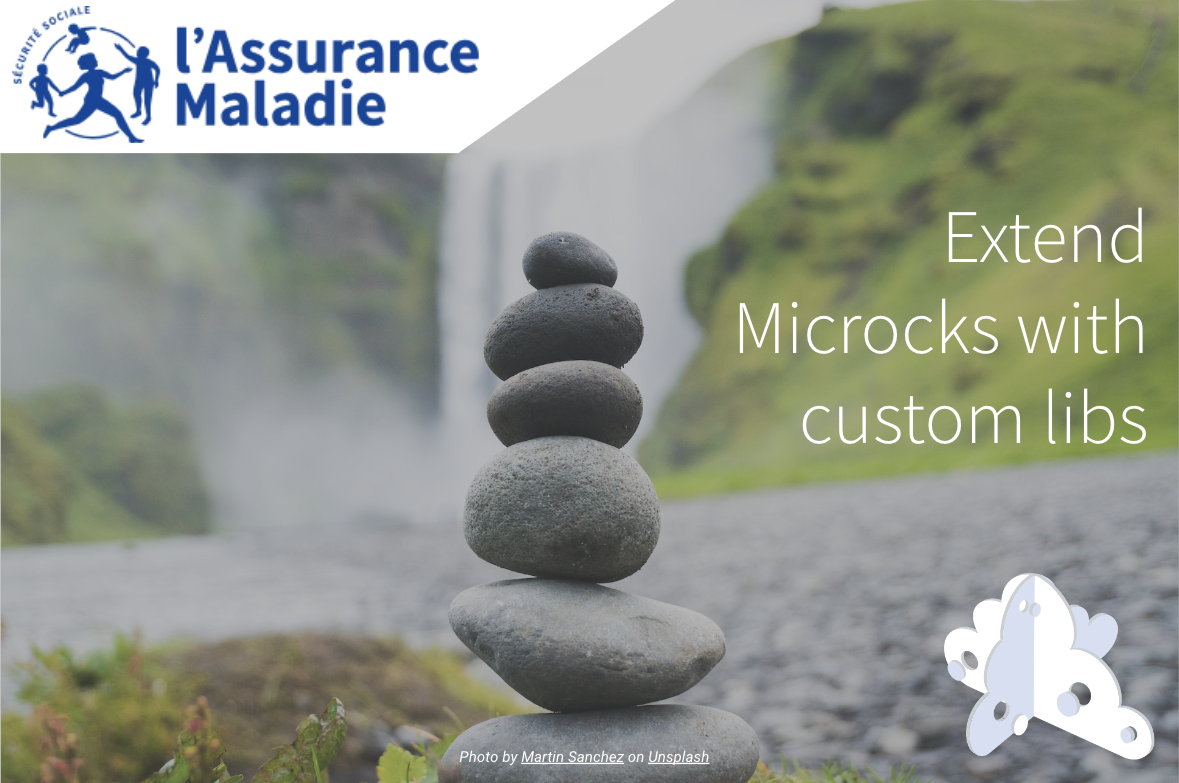 SÉCURITÉ SOCIALE
l'Assurance
Maladie
Extend
Microcks with
custom libs
Photo by Martin Sanchez on Unsplash